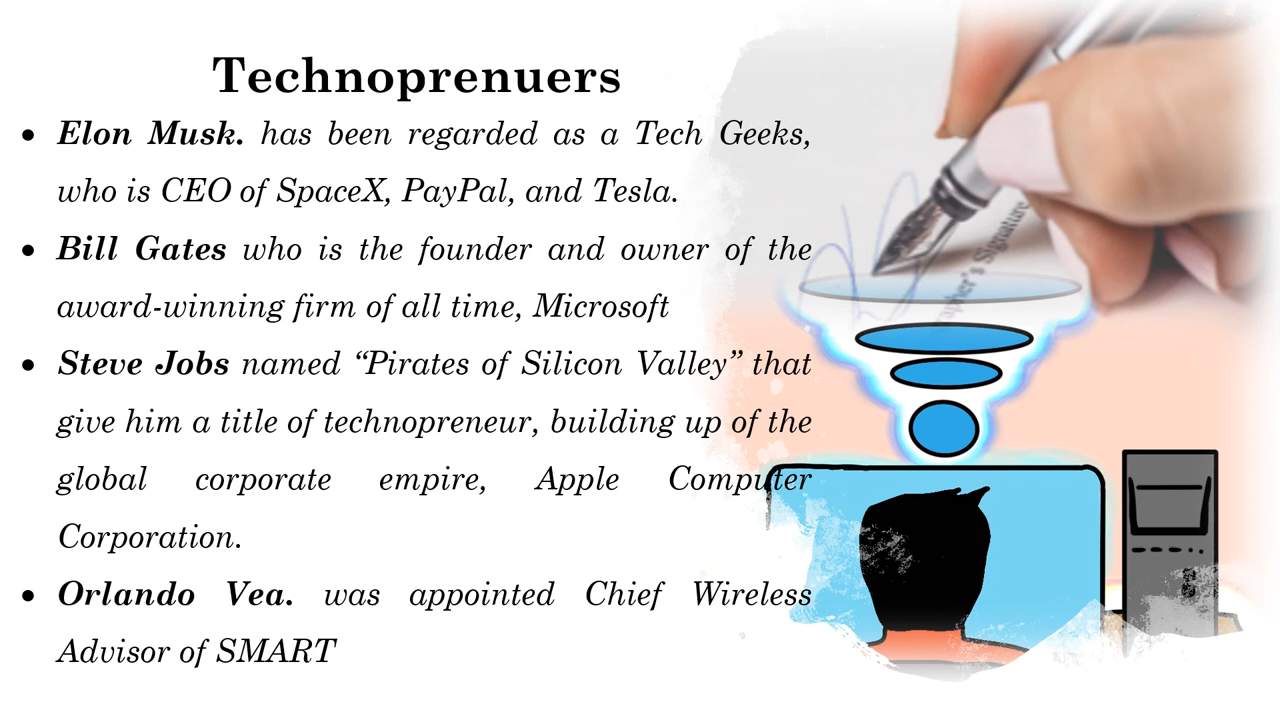 Technoprenuers
• Elon Musk. has been regarded as a Tech Geeks,
who is CEO of SpaceX, PayPal, and Tesla.
• Bill Gates who is the founder and owner of the
award-winning firm of all time, Microsoft
• Steve Jobs named “Pirates of Silicon Valley” that
give him a title of technopreneur, building up of the
global corporate empire, Apple Computer
Corporation.
• Orlando Vea. was appointed Chief Wireless
Advisor of SMART
Signature